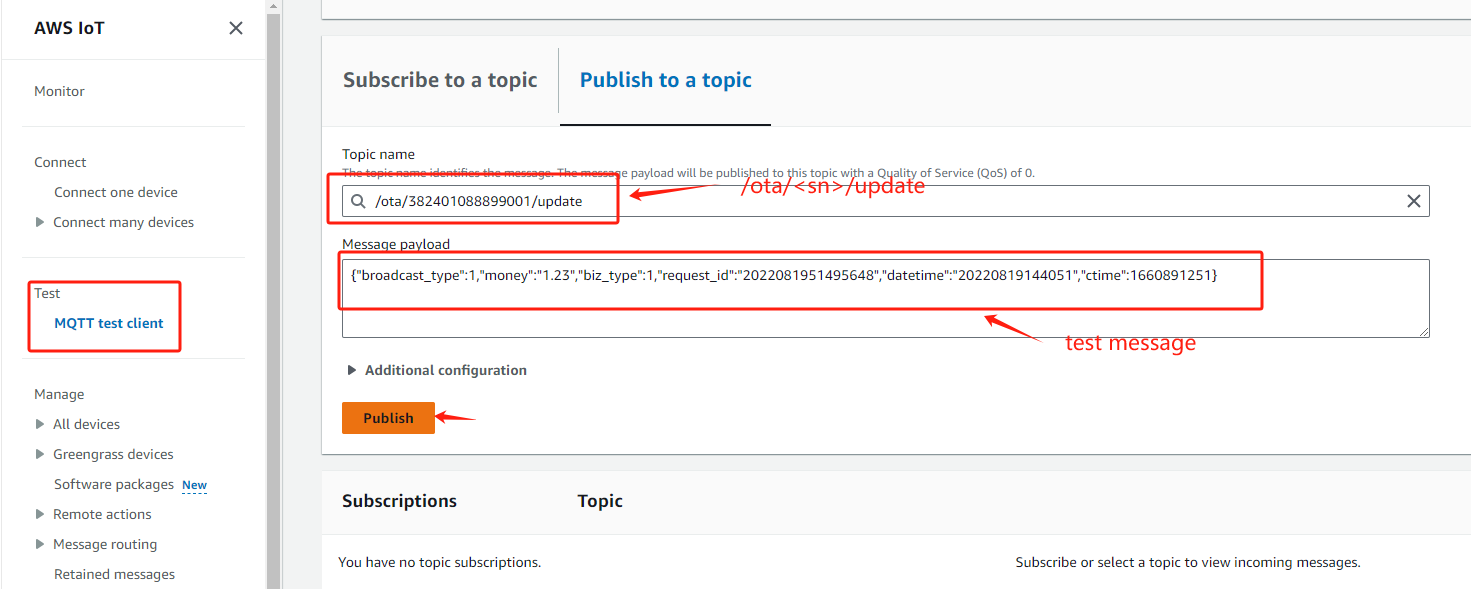 AWS IoT
Monitor
Connect
Connect one device
Connect many devices
Test
MQTT test client
Manage
All devices
Greengrass devices
Software packages New
Remote actions
Message routing
Retained messages
Subscribe to a topic
Publish to a topic
Topic name
The topic name identifies the message. The message payload will be published to this topic with a Quality of Service (QoS) of 0.
/ota/<sn>/update
/ota/382401088899001/update
Message payload
{"broadcast_type":1,"money":"1.23","biz_type":1,"request_id":"2022081951495648","datetime":"20220819144051","ctime":1660891251}
test message
Additional configuration
Publish
Subscriptions
Topic
You have no topic subscriptions.
Subscribe or select a topic to view incoming messages.